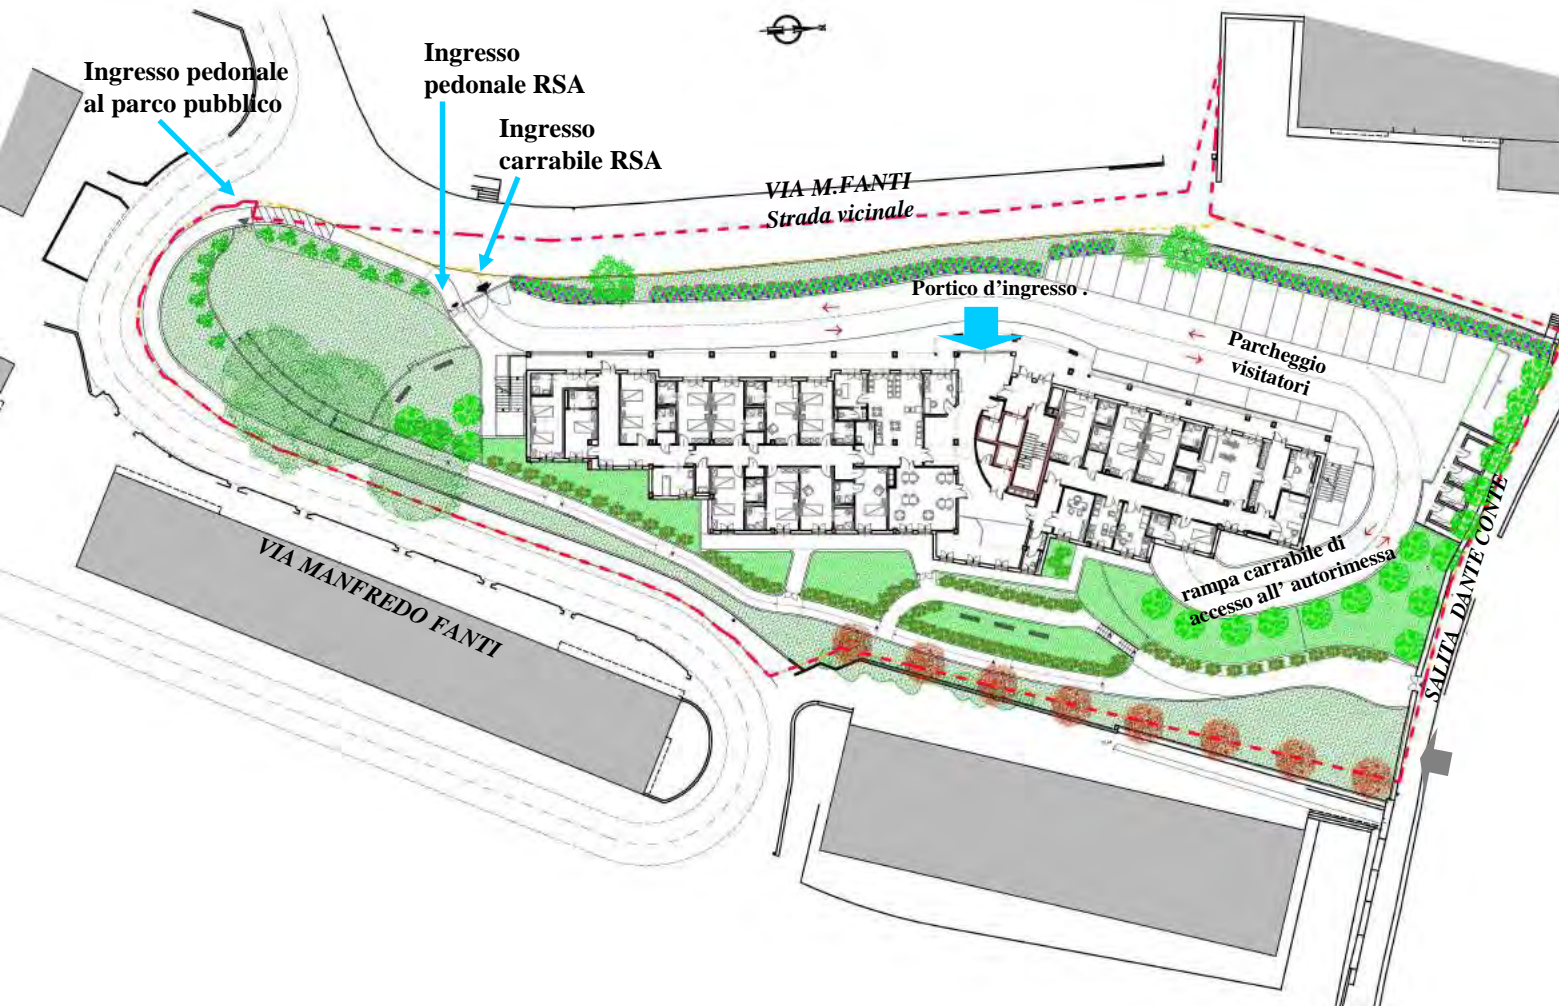 Ingresso pedonale
al parco pubblico
Ingresso
pedonale RSA
Ingresso
carrabile RSA
VIA M.FANTI
Strada vicinale
Portico d'ingresso .
Parcheggio
visitatori
rampa carrabile di
accesso all' autorimessa
SALITA DANTE CONTE
VIA MANFREDO FANTI